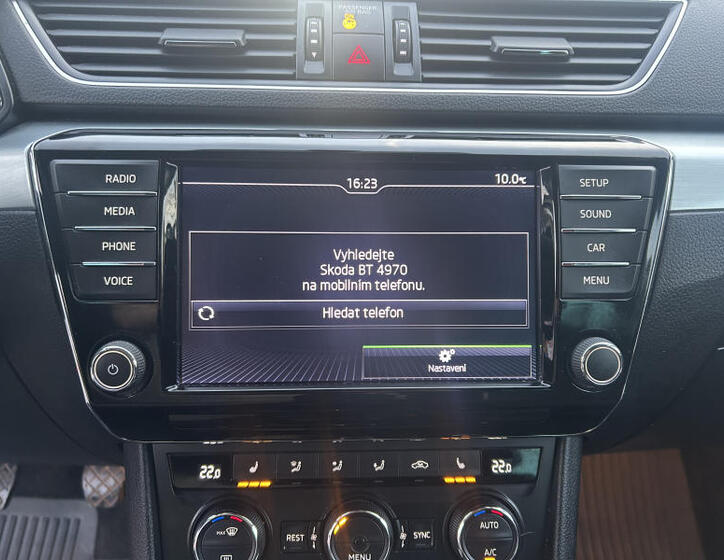 PASSENGER
AIR BAG
RADIO
MEDIA
PHONE
VOICE
16:23
10.0°C
Vyhledejte
Skoda BT 4970
na mobilním telefonu.
Hledat telefon
Nastavení
SETUP
SOUND
CAR
MENU
22.0
22.0
MAX
REST
MENU
SYNC
AUTO
A/C